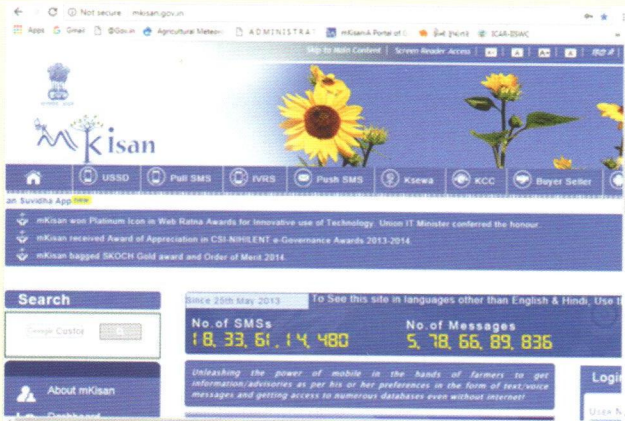 Not secure mkisan.gov.in
Apps Gmail @Gov.in Agricultural Meteor A D M I N I S T R A T mKisan-A Portal of G ICAR-IISWC
Skip to Main Content | Screen Reader Access | A- | A | A+ | A | A
mKisan
USSD Pull SMS IVRS Push SMS Ksewa KCC Buyer Seller
an Suvidha App new
mKisan won Platinum Icon in Web Ratna Awards for Innovative use of Technology. Union IT Minister conferred the honour.
mKisan received Award of Appreciation in CSI-NIHILENT e-Governance Awards 2013-2014.
mKisan bagged SKOCH Gold award and Order of Merit 2014.
Search
Google Custor
Since 25th May 2013 To See this site in languages other than English & Hindi, Use t
No.of SMSs No.of Messages
18, 33, 61, 14, 480 5, 78, 66, 89, 836
Unleashing the power of mobile in the hands of farmers to get
information/advisories as per his or her preferences in the form of text/voice
messages and getting access to numerous databases even without internet!
Login
User N
About mKisan
Dashboard